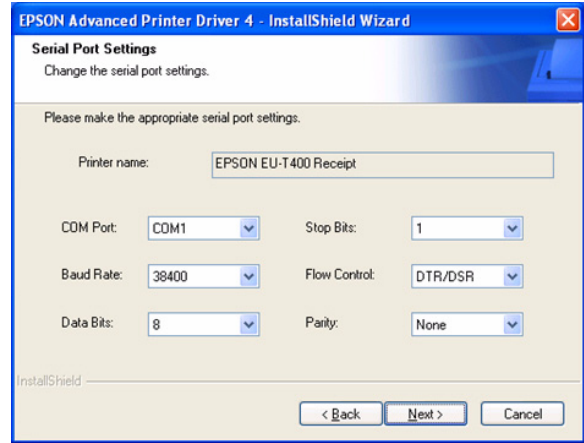 EPSON Advanced Printer Driver 4 - InstallShield Wizard
Serial Port Settings
Change the serial port settings.
Please make the appropriate serial port settings.
Printer name: EPSON EU-T400 Receipt
COM Port: COM1 Stop Bits: 1
Baud Rate: 38400 Flow Control: DTR/DSR
Data Bits: 8 Parity: None
InstallShield
< Back Next > Cancel